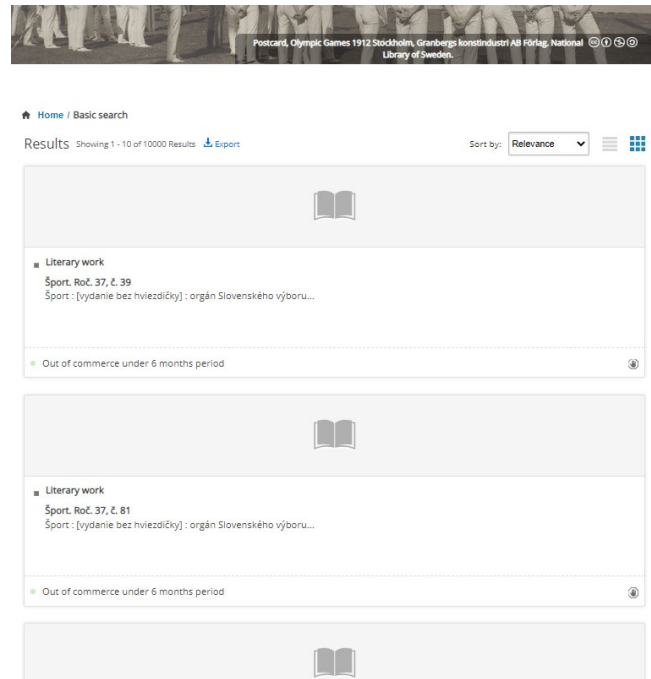 Postcard, Olympic Games 1912 Stockholm, Granbergs konstindustri AB Förlag. National
Library of Sweden.
Home / Basic search
Results Showing 1 - 10 of 10000 Results Export
Sort by: Relevance
Literary work
Šport. Roč. 37, č. 39
Šport : [vydanie bez hviezdičky] : orgán Slovenského výboru...
Out of commerce under 6 months period
Literary work
Šport. Roč. 37, č. 81
Šport : [vydanie bez hviezdičky] : orgán Slovenského výboru...
Out of commerce under 6 months period